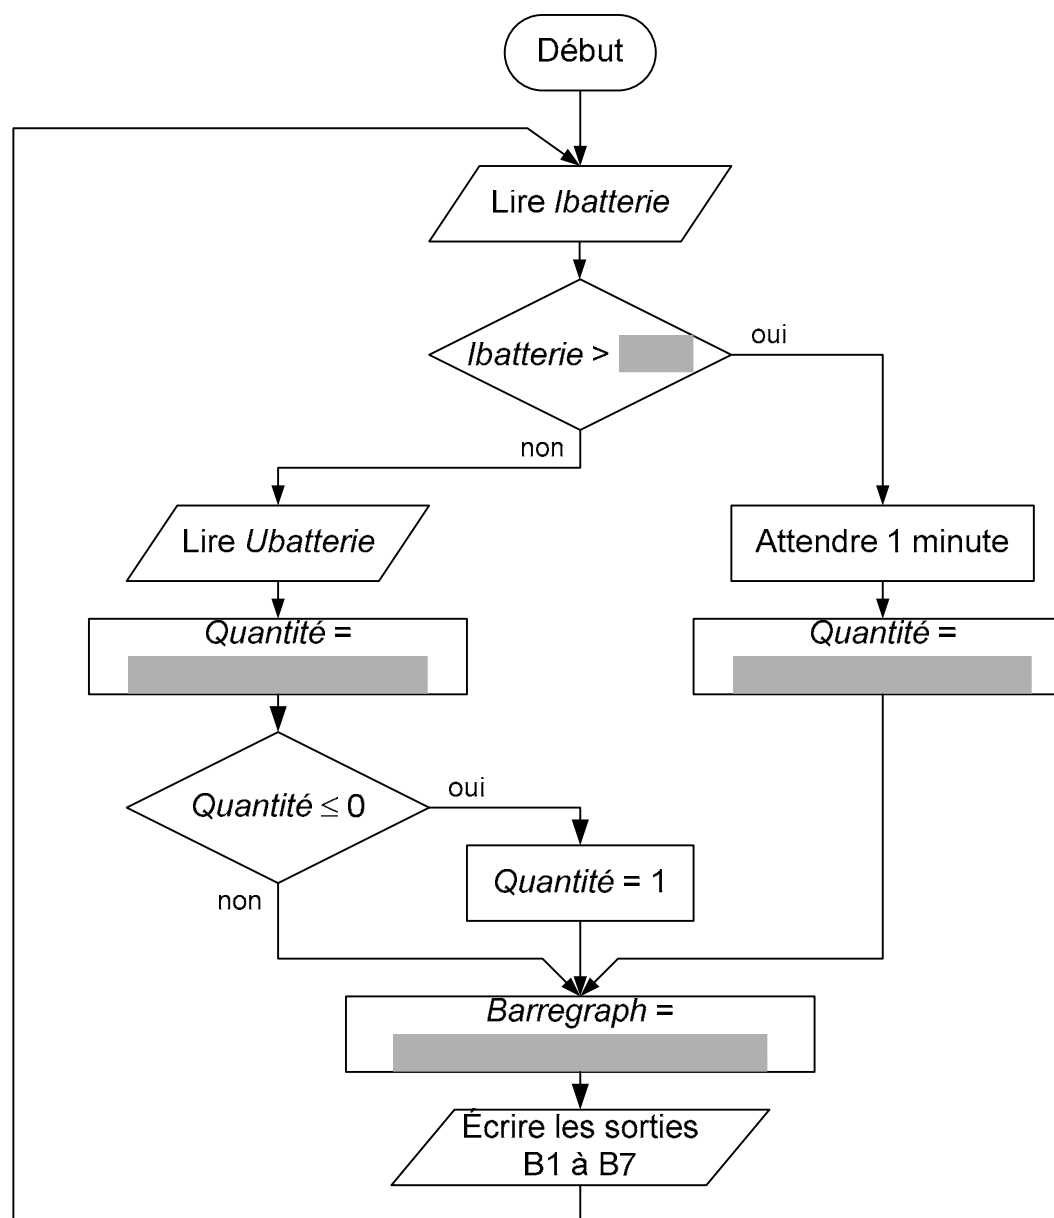 Début
Lire Ibatterie
Ibatterie >
oui
non
Lire Ubatterie
Attendre 1 minute
Quantité =
Quantité =
Quantité ≤ 0
oui
Quantité = 1
non
Barregraph =
Écrire les sorties
B1 à B7